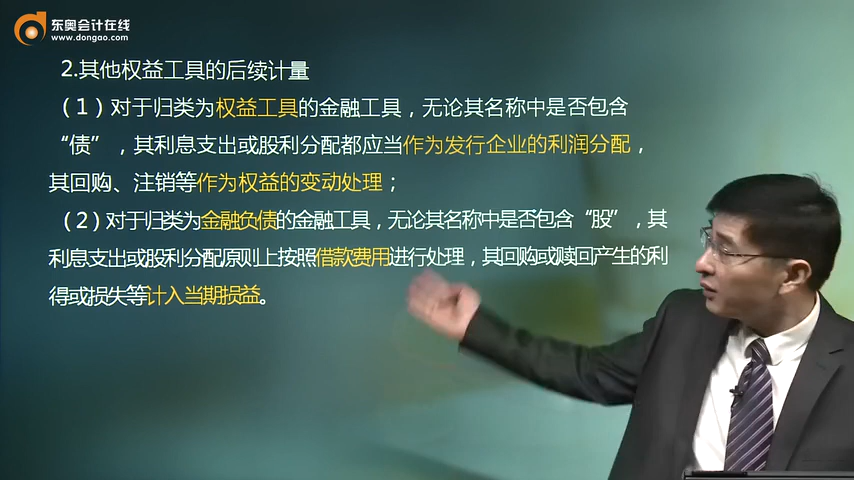 东奥会计在线
www.dongao.com
2.其他权益工具的后续计量
（1）对于归类为权益工具的金融工具，无论其名称中是否包含
“债”，其利息支出或股利分配都应当作为发行企业的利润分配，
其回购、注销等作为权益的变动处理；
（2）对于归类为金融负债的金融工具，无论其名称中是否包含“股”，其
利息支出或股利分配原则上按照借款费用进行处理，其回购或赎回产生的利
得或损失等计入当期损益。